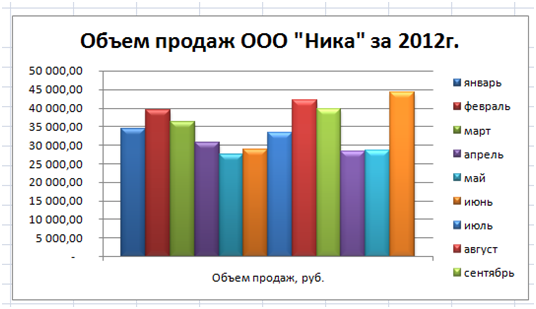 Объем продаж ООО "Ника" за 2012г.
50 000,00
45 000,00
40 000,00
35 000,00
30 000,00
25 000,00
20 000,00
15 000,00
10 000,00
5 000,00
-
Объем продаж, руб.
январь
февраль
март
апрель
май
июнь
июль
август
сентябрь